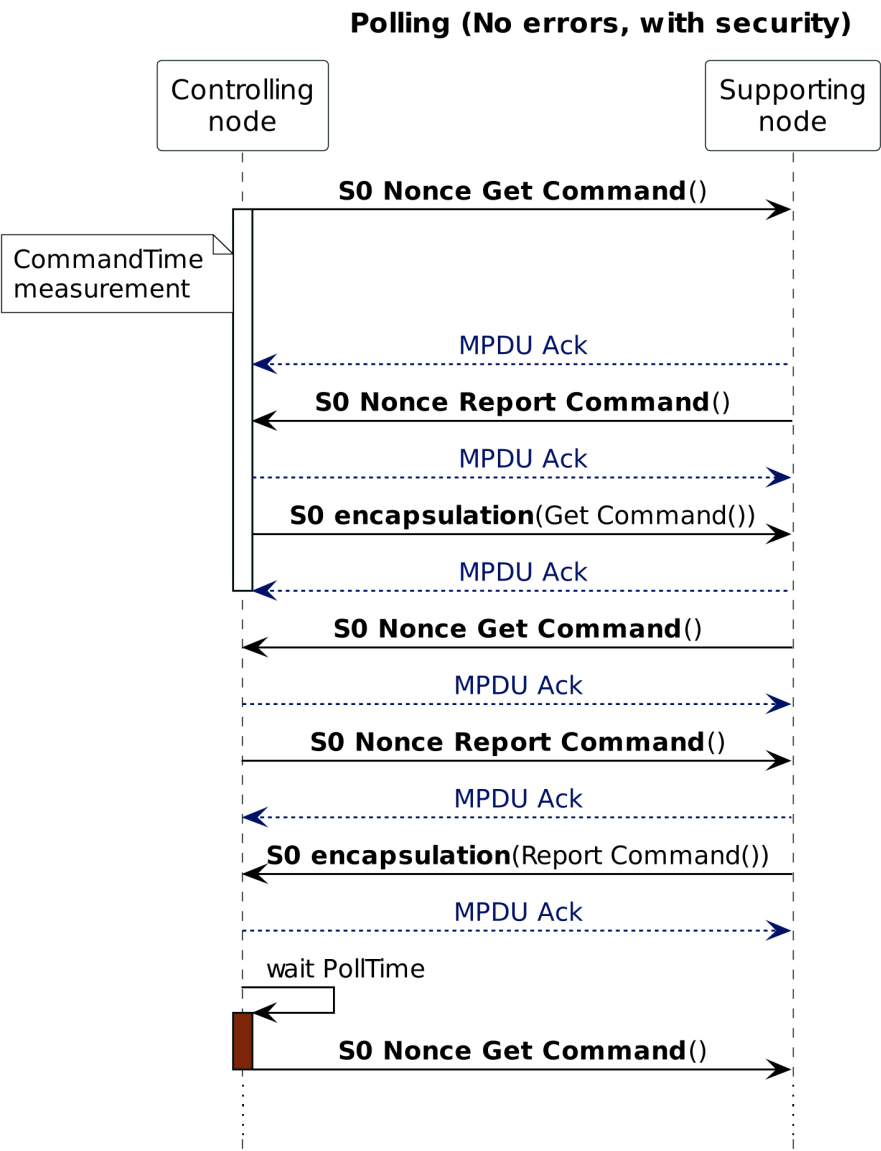 Polling (No errors, with security)
Controlling
node
Supporting
node
S0 Nonce Get Command()
CommandTime
measurement
MPDU Ack
S0 Nonce Report Command()
MPDU Ack
S0 encapsulation(Get Command())
MPDU Ack
S0 Nonce Get Command()
MPDU Ack
S0 Nonce Report Command()
MPDU Ack
S0 encapsulation(Report Command())
MPDU Ack
wait PollTime
S0 Nonce Get Command()